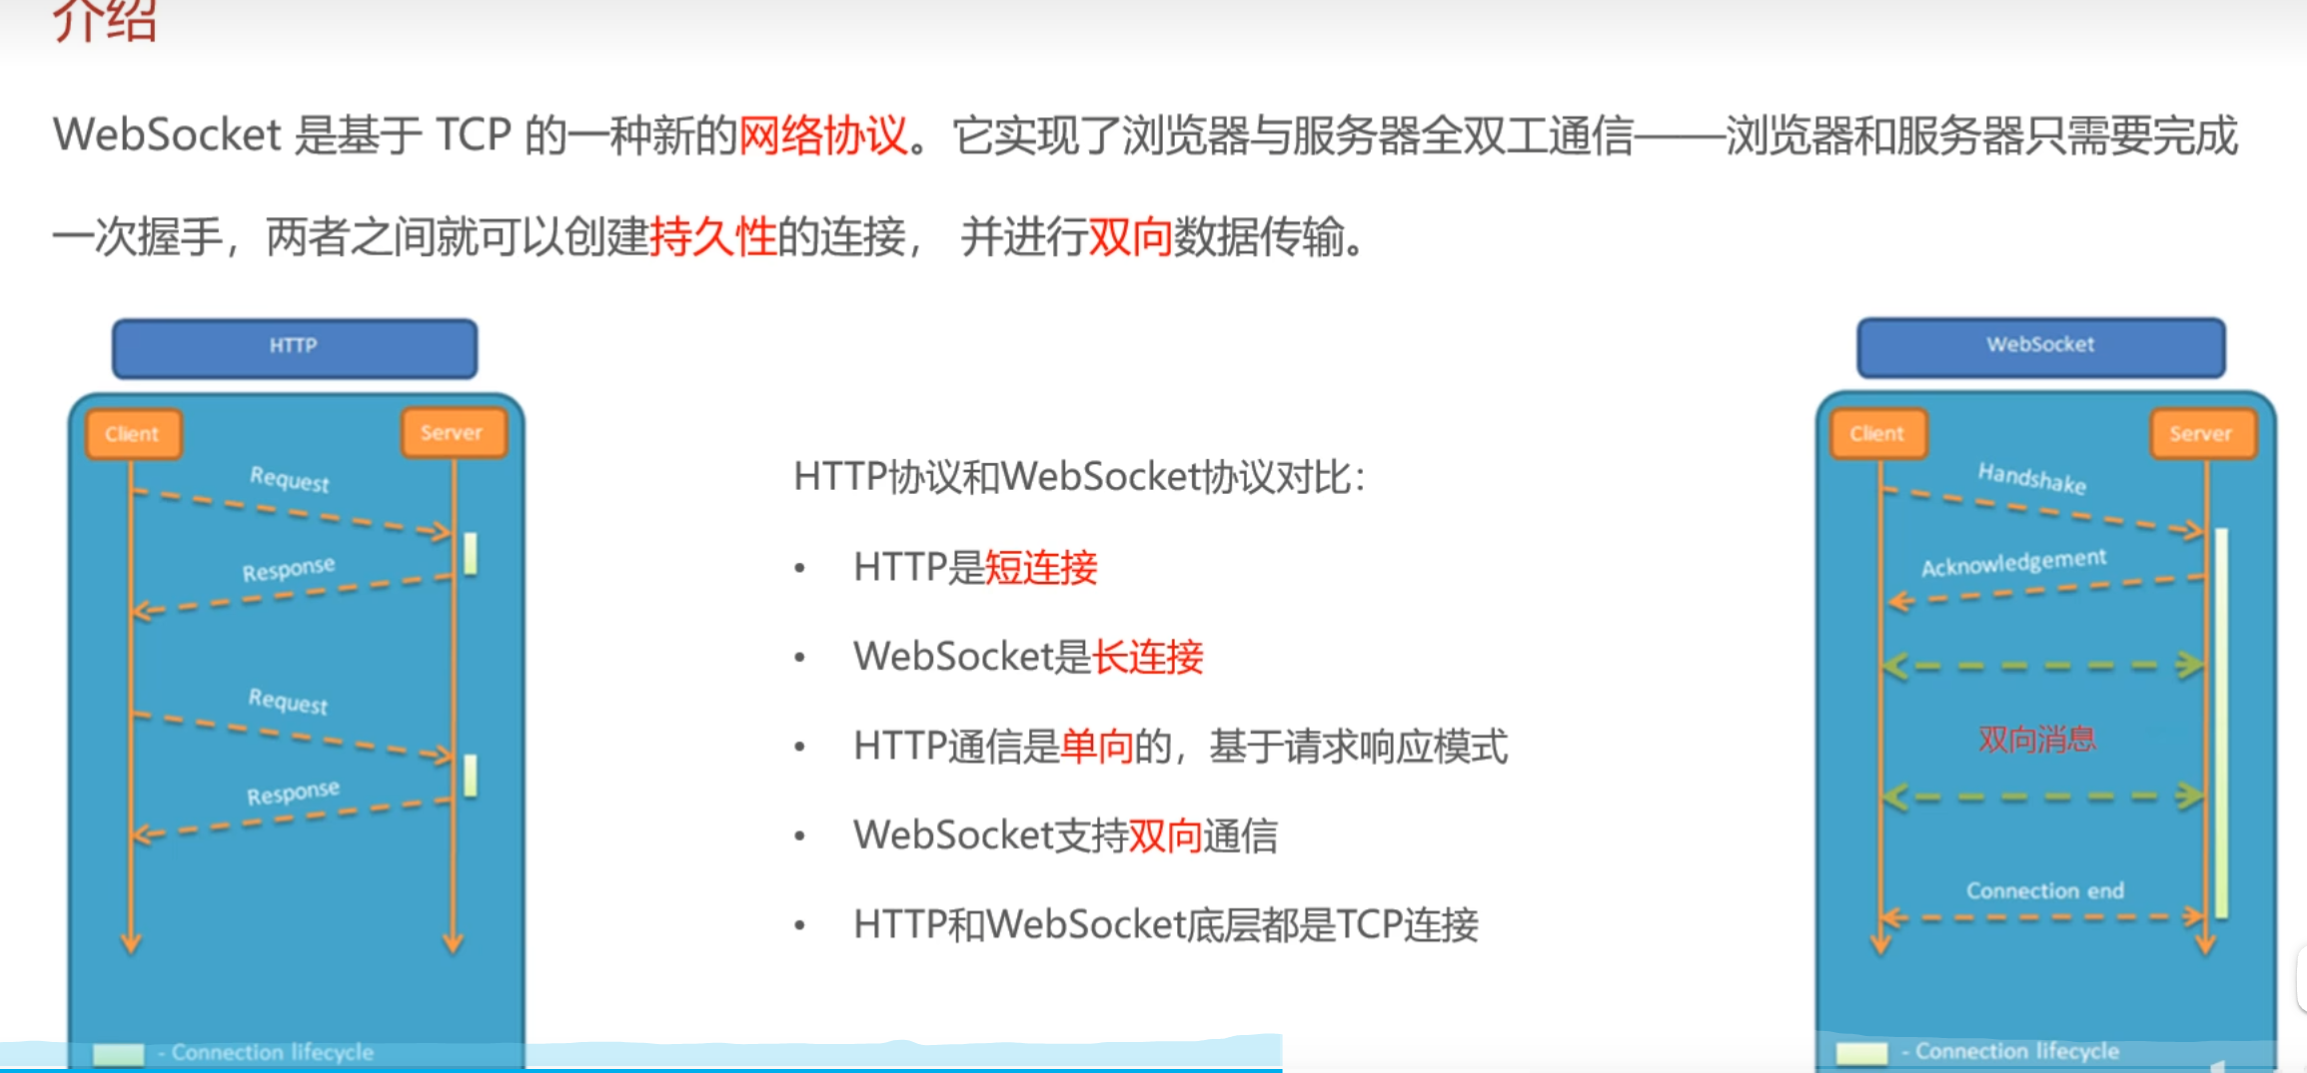 介绍
WebSocket 是基于 TCP 的一种新的网络协议。它实现了浏览器与服务器全双工通信——浏览器和服务器只需要完成
一次握手，两者之间就可以创建持久性的连接， 并进行双向数据传输。
HTTP
Client
Server
Request
Response
Request
Response
- Connection lifecycle
HTTP协议和WebSocket协议对比：
• HTTP是短连接
• WebSocket是长连接
• HTTP通信是单向的，基于请求响应模式
• WebSocket支持双向通信
• HTTP和WebSocket底层都是TCP连接
WebSocket
Client
Server
Handshake
Acknowledgement
双向消息
Connection end
- Connection lifecycle